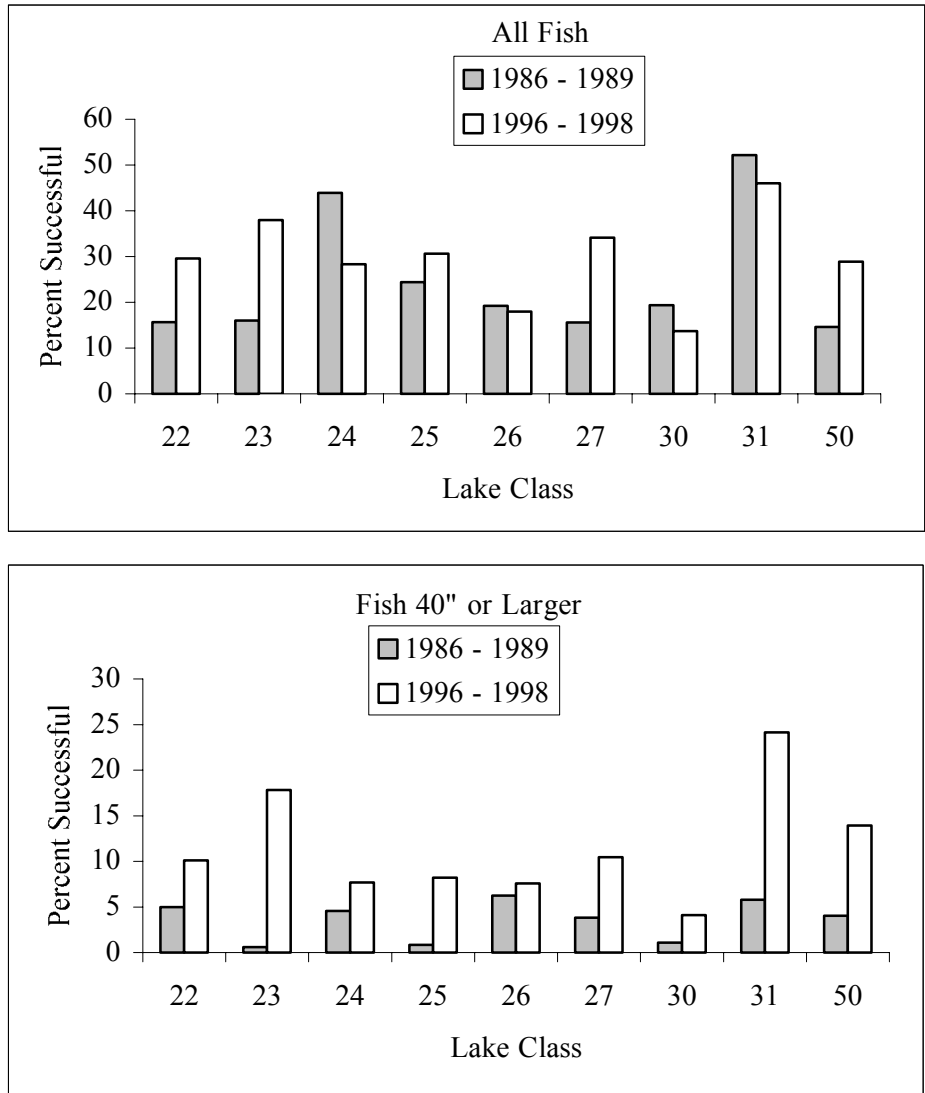 All Fish
1986 - 1989
1996 - 1998
Percent Successful
60
50
40
30
20
10
0
22 23 24 25 26 27 30 31 50
Lake Class
Fish 40" or Larger
1986 - 1989
1996 - 1998
Percent Successful
30
25
20
15
10
5
0
22 23 24 25 26 27 30 31 50
Lake Class